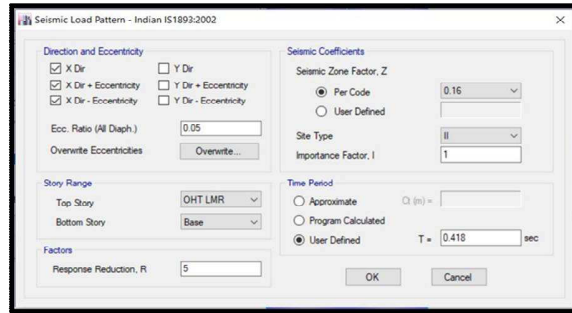 Seismic Load Pattern - Indian IS1893:2002
Direction and Eccentricity
X Dir Y Dir
X Dir + Eccentricity Y Dir + Eccentricity
X Dir - Eccentricity Y Dir - Eccentricity
Ecc. Ratio (All Diaph.) 0.05
Overwrite Eccentricities Overwrite...
Story Range
Top Story OHT LMR
Bottom Story Base
Factors
Response Reduction, R 5
Seismic Coefficients
Seismic Zone Factor, Z
Per Code 0.16
User Defined
Site Type II
Importance Factor, I 1
Time Period
Approximate Ct (m) =
Program Calculated
User Defined T = 0.418 sec
OK Cancel